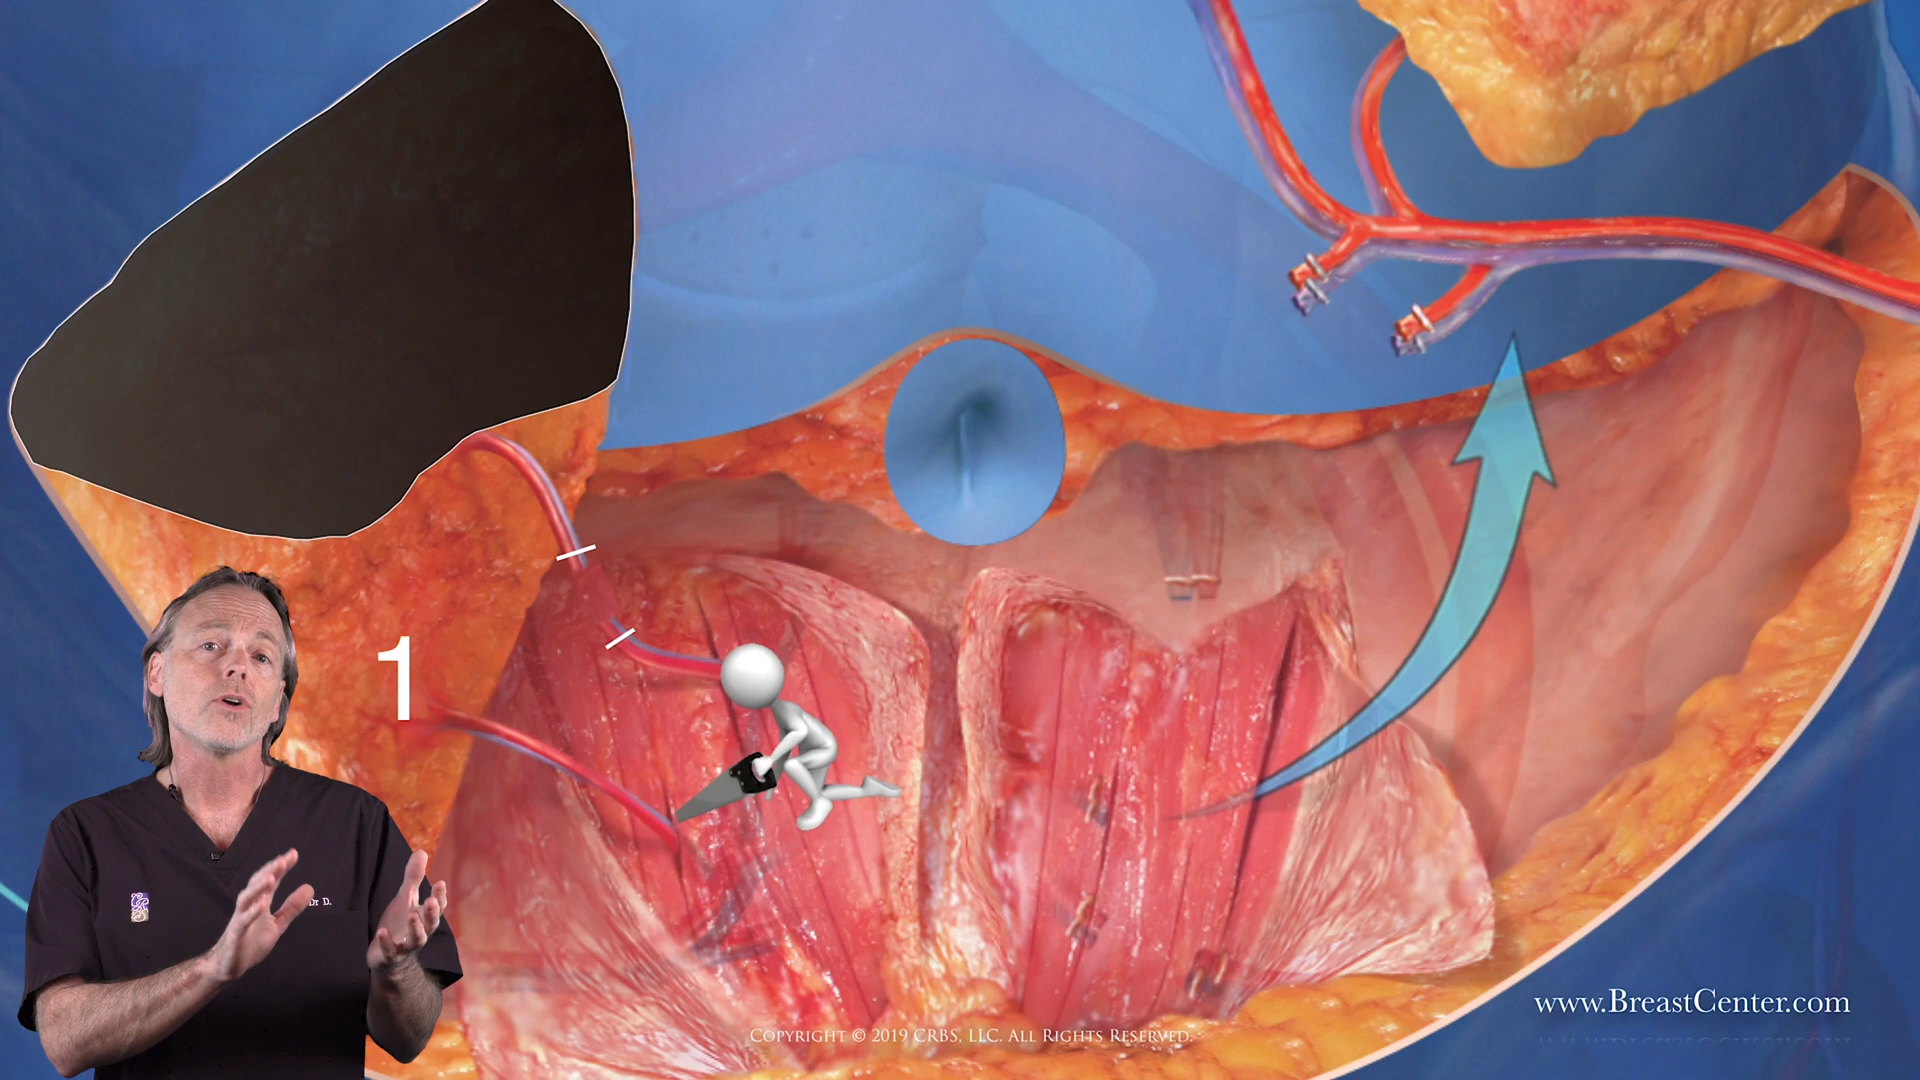 1
Dr D.
www.BreastCenter.com
Copyright © 2019 CRBS, LLC. All Rights Reserved.